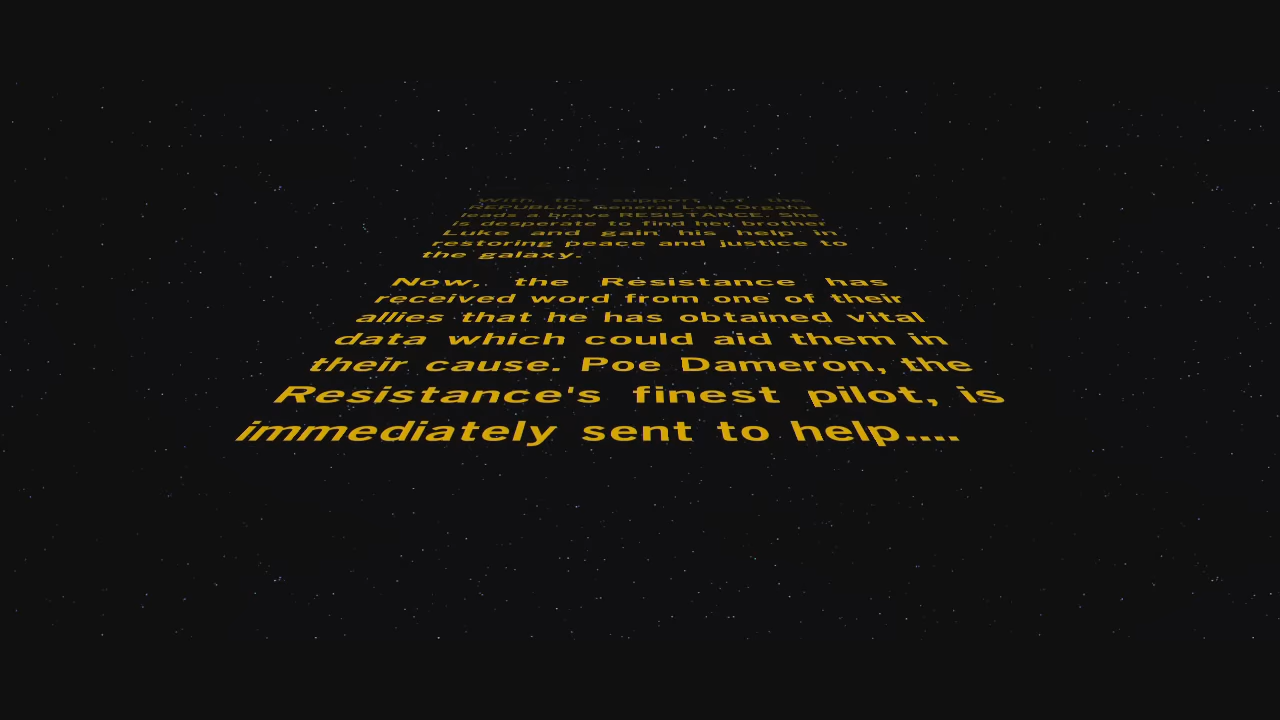 With the support of the
REPUBLIC, General Leia Organa
leads a brave RESISTANCE. She
is desperate to find her brother
Luke and gain his help in
restoring peace and justice to
the galaxy.
Now, the Resistance has
received word from one of their
allies that he has obtained vital
data which could aid them in
their cause. Poe Dameron, the
Resistance's finest pilot, is
immediately sent to help....